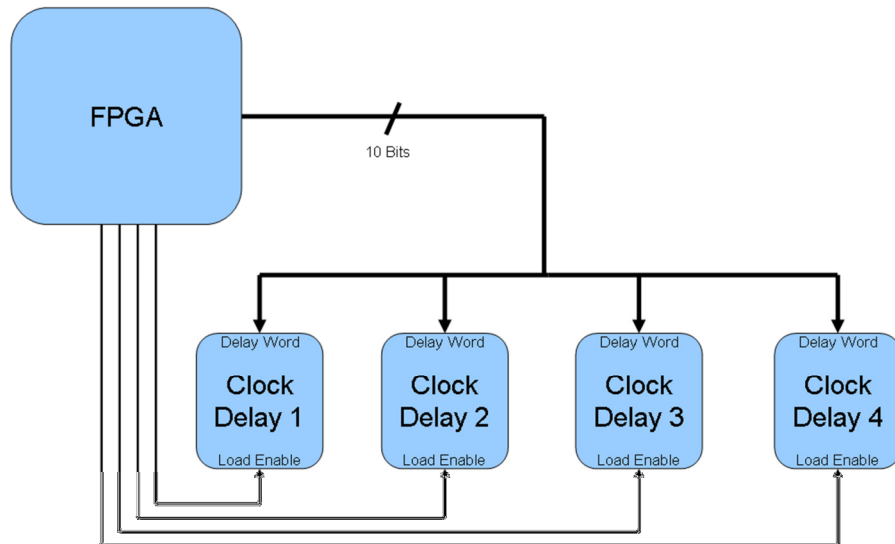 FPGA
10 Bits
Delay Word
Delay Word
Delay Word
Delay Word
Clock
Delay 1
Clock
Delay 2
Clock
Delay 3
Clock
Delay 4
Load Enable
Load Enable
Load Enable
Load Enable